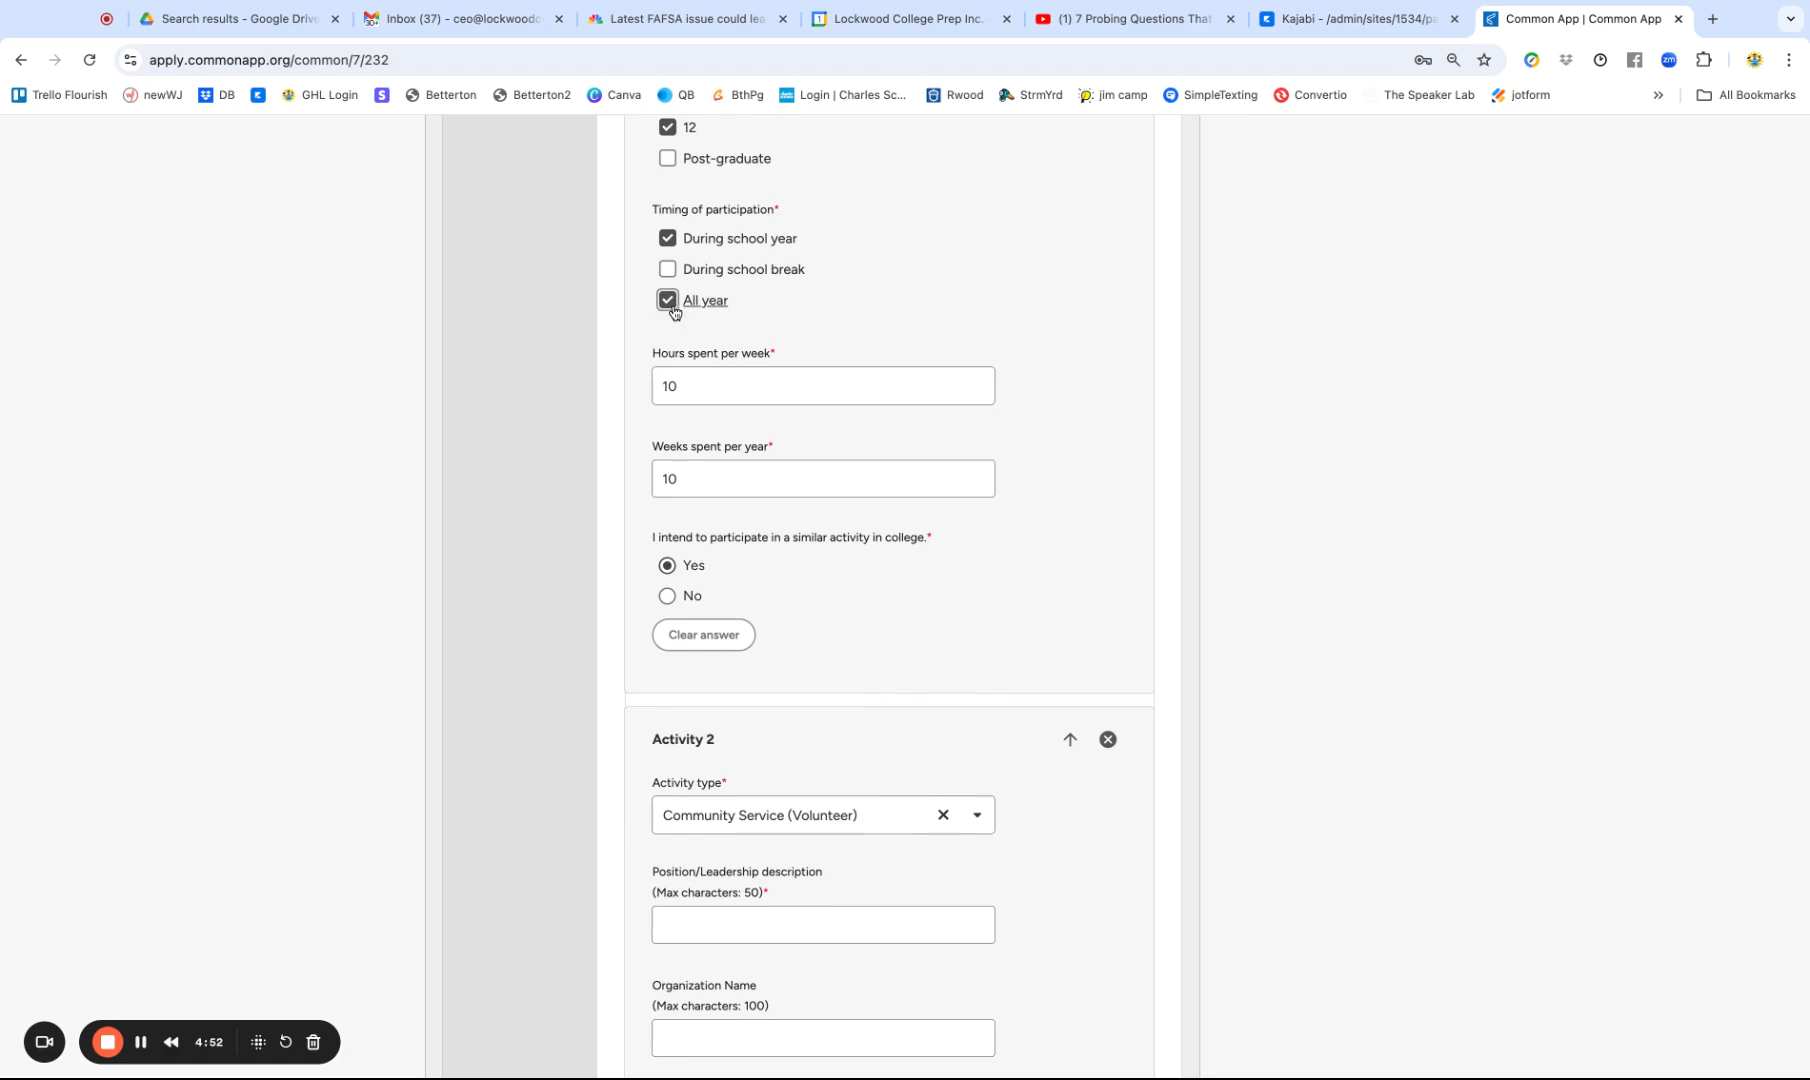 Search results - Google Drive
Inbox (37) - ceo@lockwoodc
Latest FAFSA issue could lea
Lockwood College Prep Inc. -
(1) 7 Probing Questions That
Kajabi - /admin/sites/1534/pa
Common App | Common App
apply.commonapp.org/common/7/232
Trello Flourish
newWJ
DB
GHL Login
Betterton
Betterton2
Canva
QB
BthPg
Login | Charles Sc...
Rwood
StrmYrd
jim camp
SimpleTexting
Convertio
The Speaker Lab
jotform
All Bookmarks
12
Post-graduate
Timing of participation*
During school year
During school break
All year
Hours spent per week*
10
Weeks spent per year*
10
I intend to participate in a similar activity in college.*
Yes
No
Clear answer
Activity 2
Activity type*
Community Service (Volunteer)
Position/Leadership description
(Max characters: 50)*
Organization Name
(Max characters: 100)
4:52